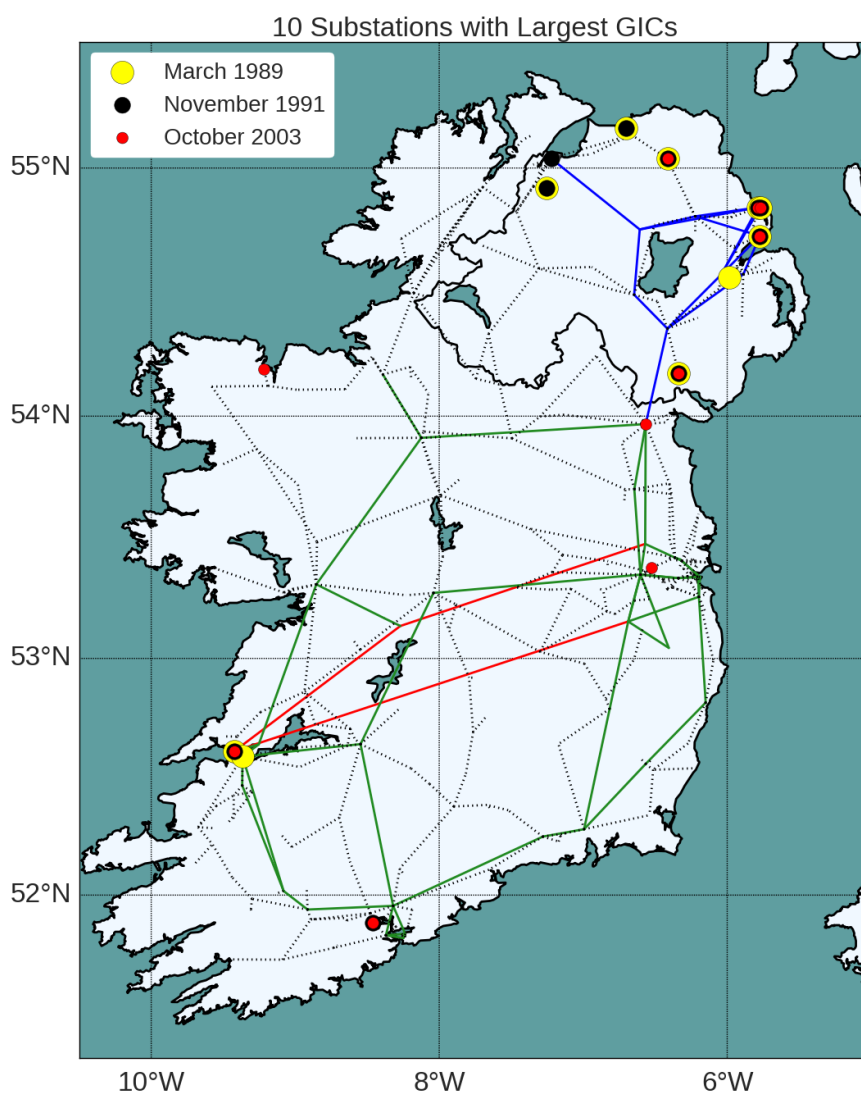 10 Substations with Largest GICs
March 1989
November 1991
October 2003
55°N
54°N
53°N
52°N
10°W
8°W
6°W